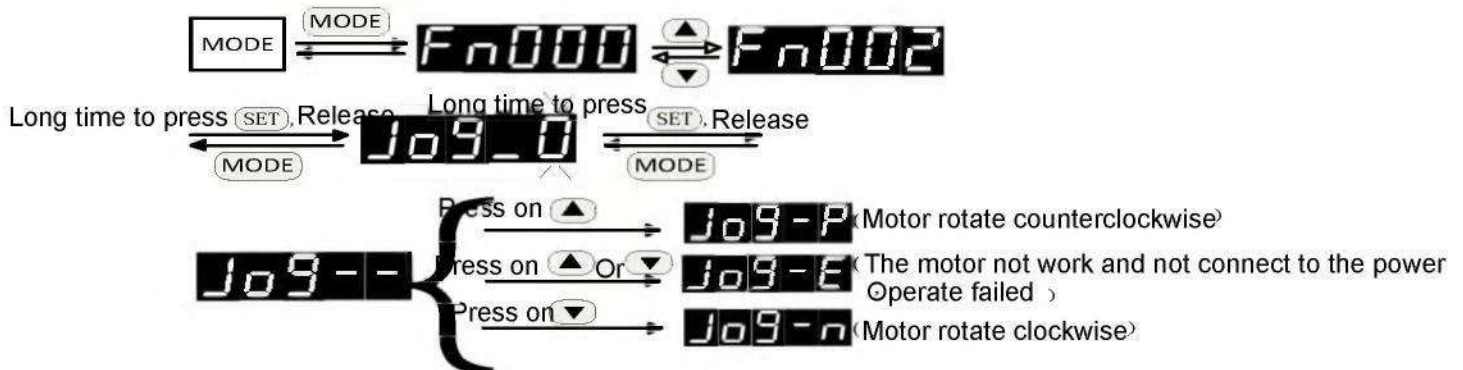 MODE MODE Fn000 ▲ ▼ Fn002
Long time to press SET, Release Jog_0 Long time to press SET, Release
MODE MODE
Press on ▲ Jog-P (Motor rotate counterclockwise)
Jog-- Press on ▲ Or ▼ Jog-E (The motor not work and not connect to the power
Operate failed )
Press on ▼ Jog-n (Motor rotate clockwise)